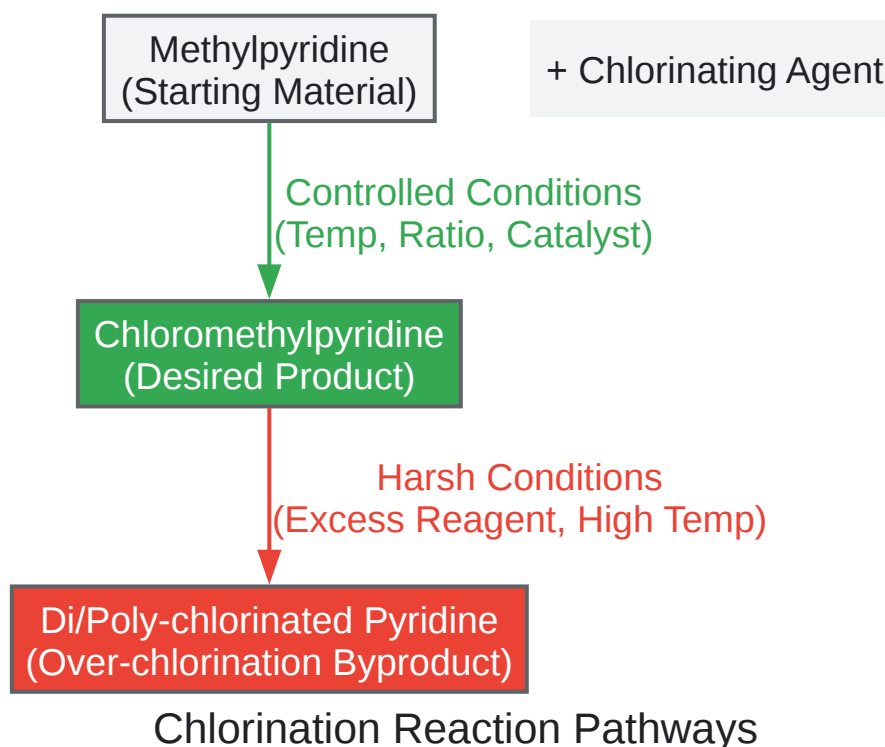 Methylpyridine
(Starting Material)
+ Chlorinating Agent
Controlled Conditions
(Temp, Ratio, Catalyst)
Chloromethylpyridine
(Desired Product)
Harsh Conditions
(Excess Reagent, High Temp)
Di/Poly-chlorinated Pyridine
(Over-chlorination Byproduct)
Chlorination Reaction Pathways